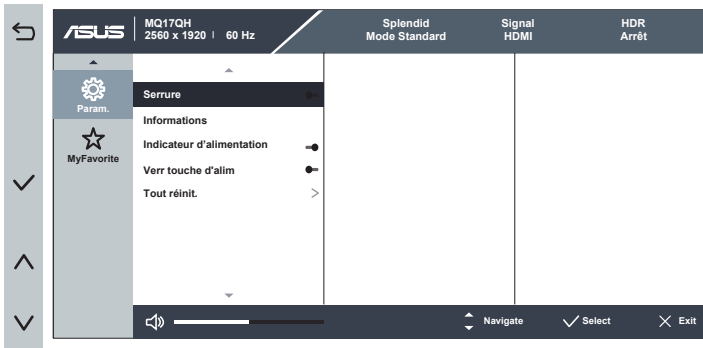 ASUS
MQ17QH
2560 x 1920 | 60 Hz
Splendid
Mode Standard
Signal
HDMI
HDR
Arrêt
Param.
MyFavorite
Serrure
Informations
Indicateur d'alimentation
Verr touche d'alim
Tout réinit.
Navigate
Select
Exit